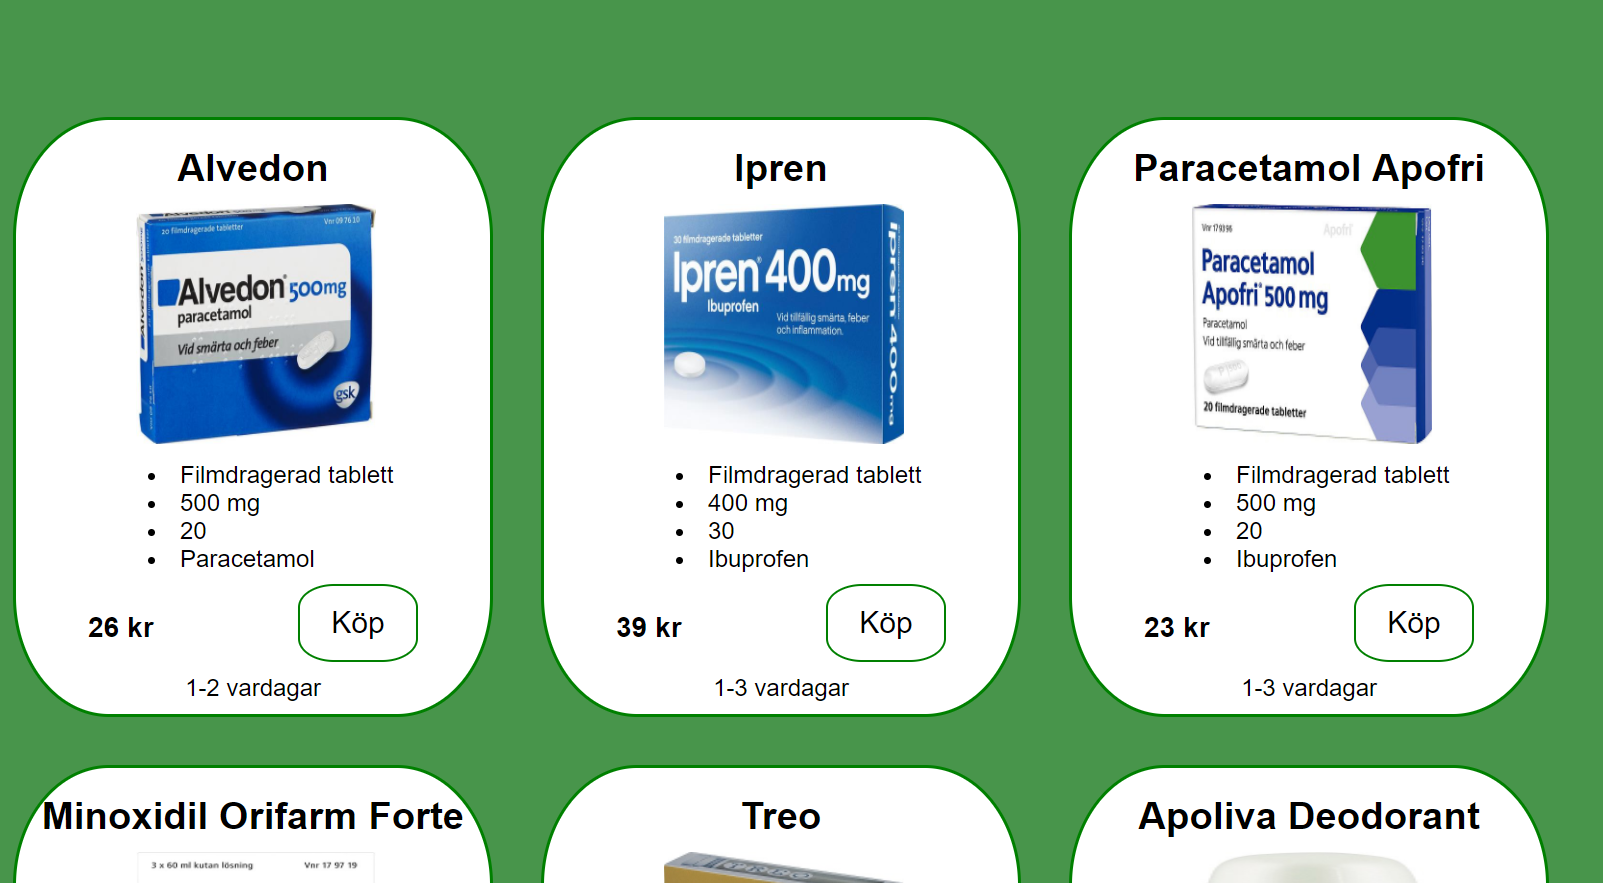 Alvedon
Vnr 09 76 10
20 filmdragerade tabletter
Alvedon® 500mg
paracetamol
Vid smärta och feber
gsk
Filmdragerad tablett
500 mg
20
Paracetamol
26 kr
Köp
1-2 vardagar
Ipren
30 filmdragerade tabletter
Ipren® 400mg
Ibuprofen
Vid tillfällig smärta, feber
och inflammation.
Ipren 400mg
Filmdragerad tablett
400 mg
30
Ibuprofen
39 kr
Köp
1-3 vardagar
Paracetamol Apofri
Vnr 17 93 96
Apofri
Paracetamol
Apofri® 500 mg
Paracetamol
Vid tillfällig smärta och feber
20 filmdragerade tabletter
Filmdragerad tablett
500 mg
20
Ibuprofen
23 kr
Köp
1-3 vardagar
Minoxidil Orifarm Forte
3 x 60 ml kutan lösning
Vnr 17 97 19
Treo
Apoliva Deodorant